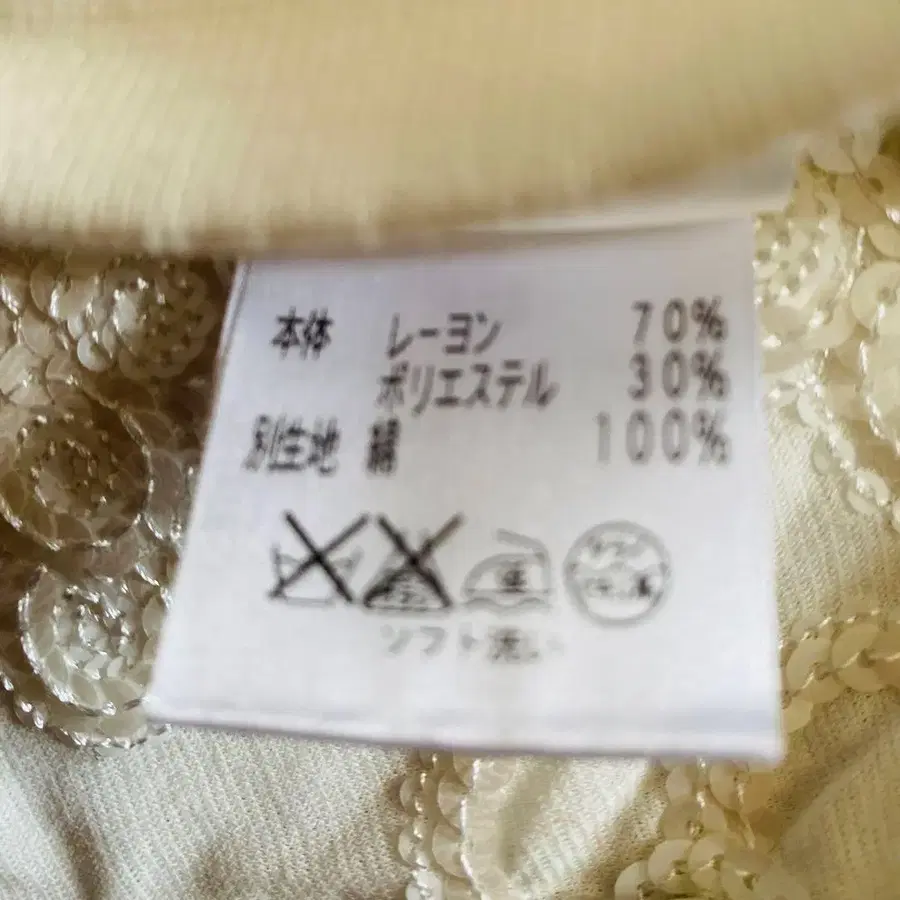 本体 レーヨン 70%
ポリエステル 30%
別生地 綿 100%
ソフト洗い